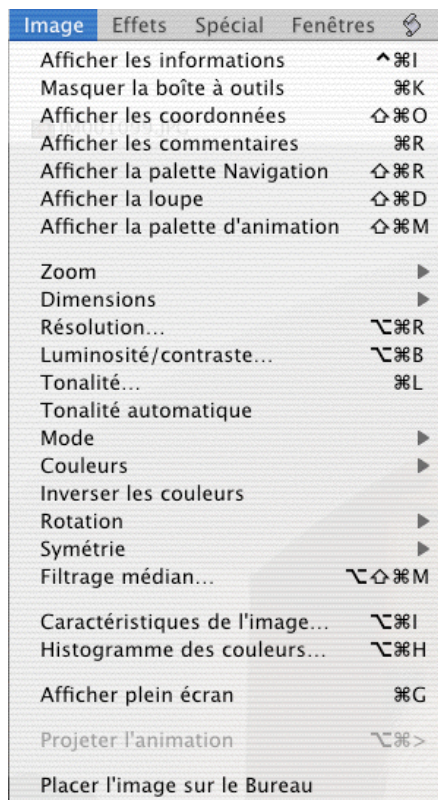 Image Effets Spécial Fenêtres
Afficher les informations ^⌘I
Masquer la boîte à outils ⌘K
Afficher les coordonnées ⇧⌘O
Afficher les commentaires ⌘R
Afficher la palette Navigation ⇧⌘R
Afficher la loupe ⇧⌘D
Afficher la palette d'animation ⇧⌘M
Zoom ▶
Dimensions ▶
Résolution... ⌥⌘R
Luminosité/contraste... ⌥⌘B
Tonalité... ⌘L
Tonalité automatique
Mode ▶
Couleurs ▶
Inverser les couleurs
Rotation ▶
Symétrie ▶
Filtrage médian... ⌥⇧⌘M
Caractéristiques de l'image... ⌥⌘I
Histogramme des couleurs... ⌥⌘H
Afficher plein écran ⌘G
Projeter l'animation ⌥⌘>
Placer l'image sur le Bureau